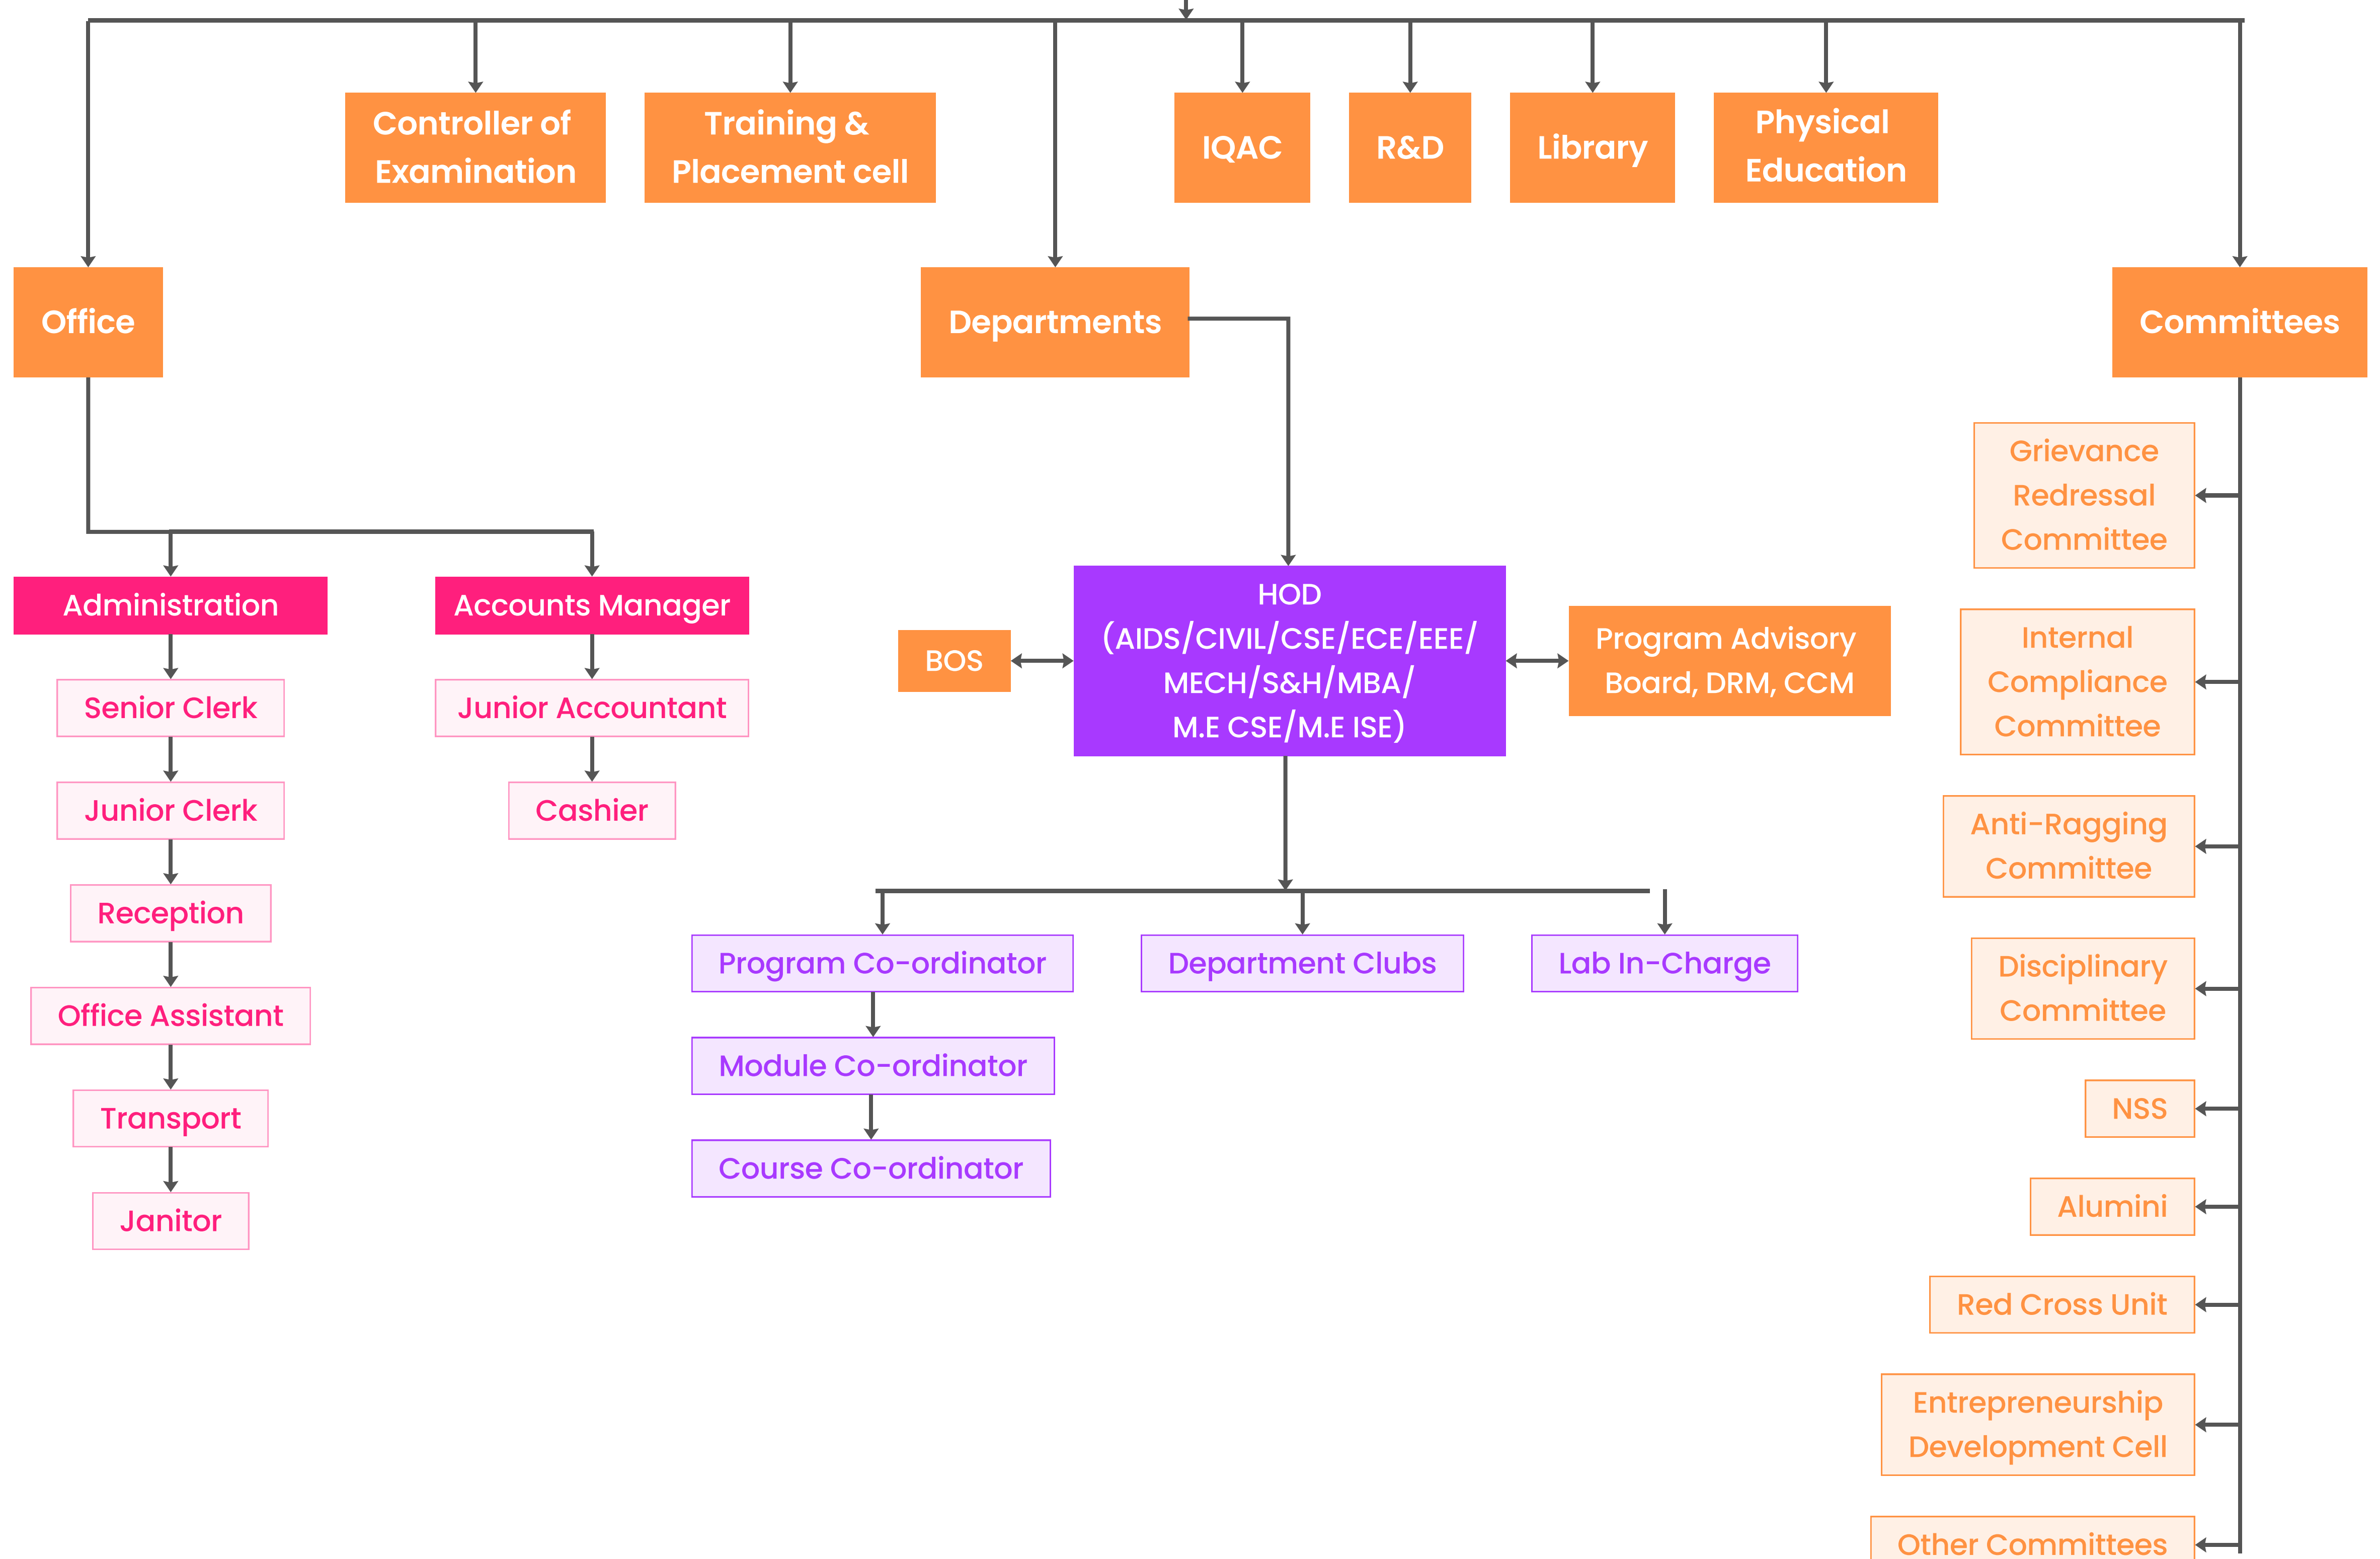 Controller of
Examination
Training &
Placement cell
IQAC
R&D
Library
Physical
Education
Office
Departments
Committees
Administration
Senior Clerk
Junior Clerk
Reception
Office Assistant
Transport
Janitor
Accounts Manager
Junior Accountant
Cashier
BOS
HOD
(AIDS/CIVIL/CSE/ECE/EEE/
MECH/S&H/MBA/
M.E CSE/M.E ISE)
Program Advisory
Board, DRM, CCM
Program Co-ordinator
Module Co-ordinator
Course Co-ordinator
Department Clubs
Lab In-Charge
Grievance
Redressal
Committee
Internal
Compliance
Committee
Anti-Ragging
Committee
Disciplinary
Committee
NSS
Alumini
Red Cross Unit
Entrepreneurship
Development Cell
Other Committees